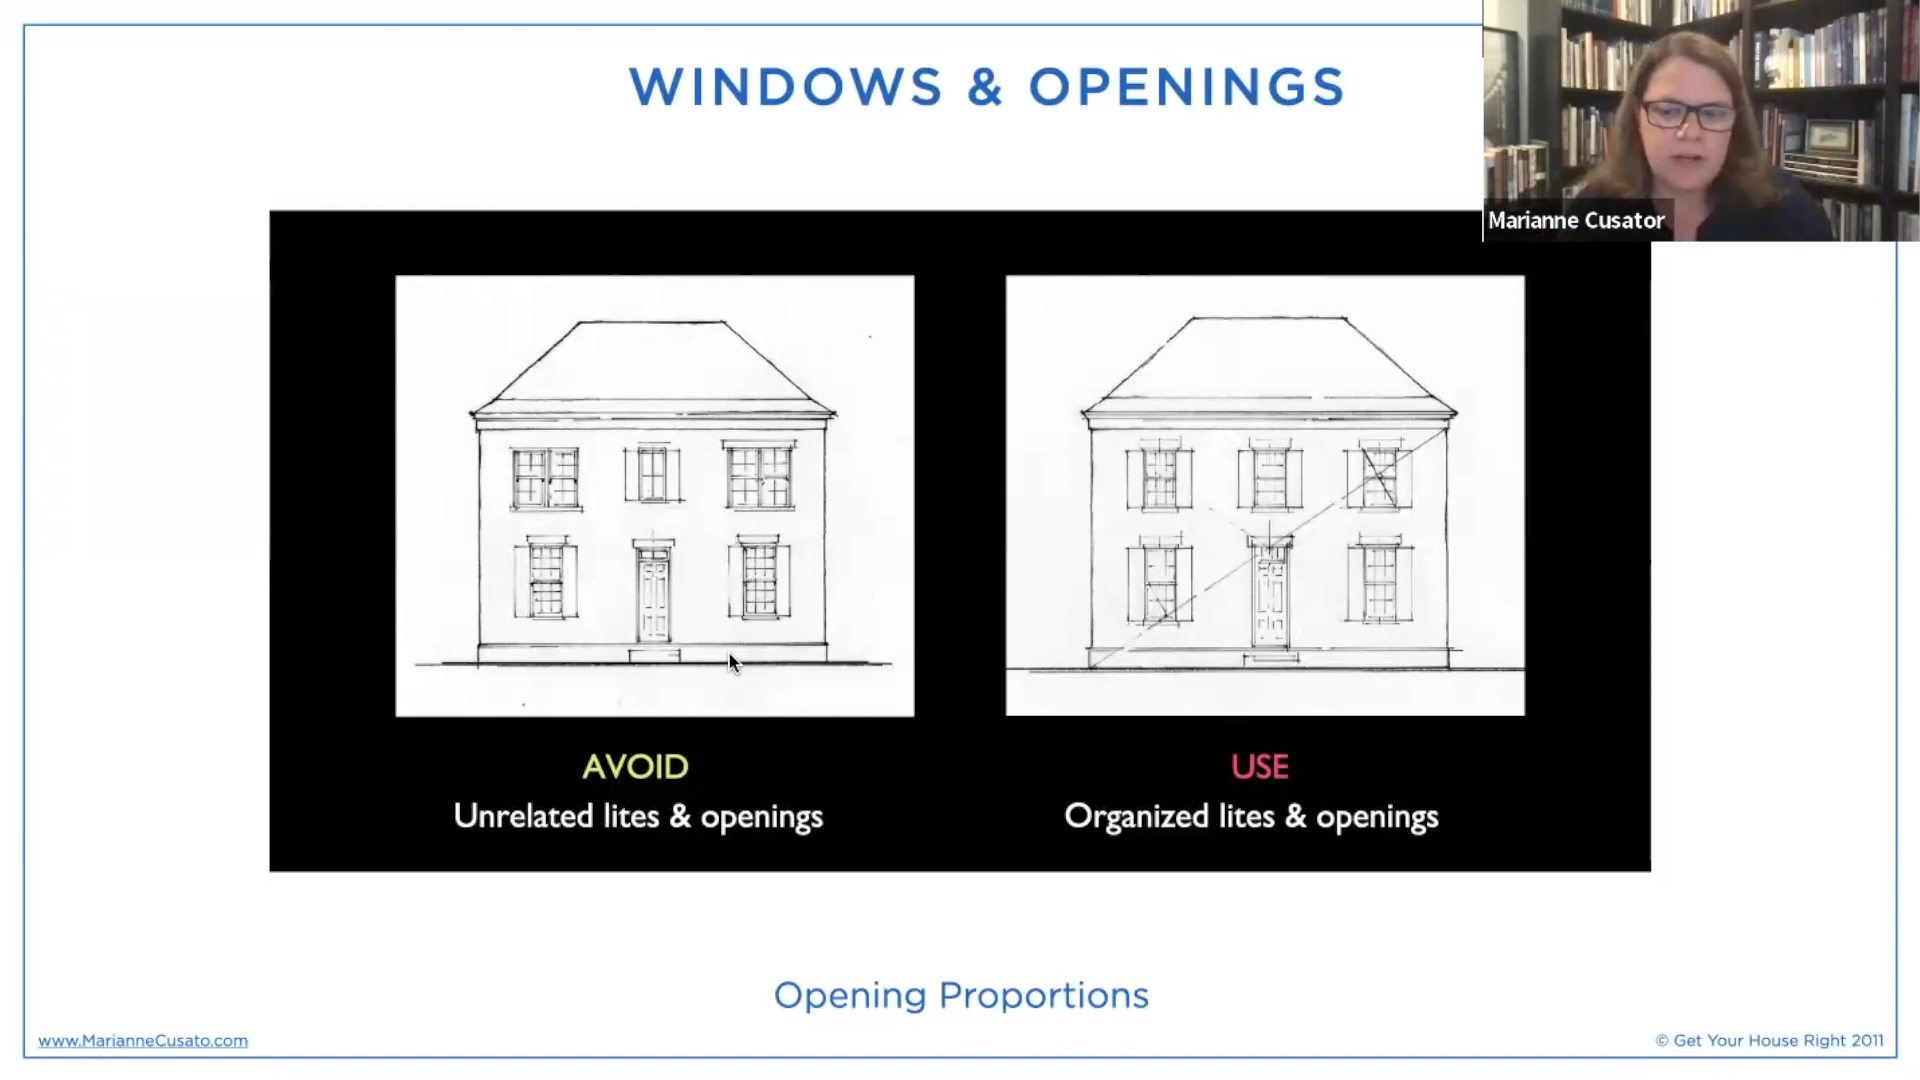 WINDOWS & OPENINGS
Marianne Cusator
AVOID
Unrelated lites & openings
USE
Organized lites & openings
Opening Proportions
www.MarianneCusato.com
© Get Your House Right 2011